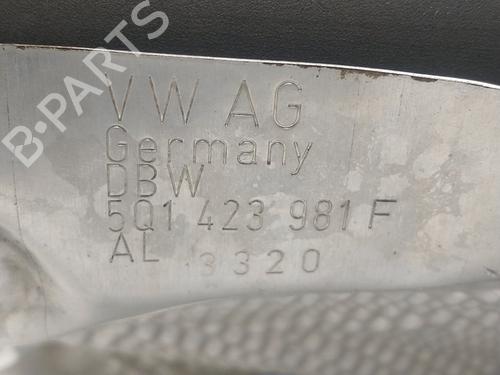 B-PARTS
VW AG
Germany
DBW
5Q1 423 981 F
AL 3320